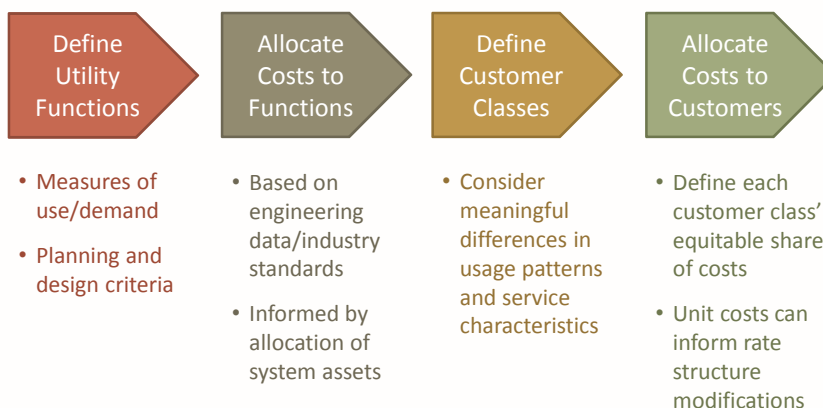 Define
Utility
Functions
• Measures of
use/demand
• Planning and
design criteria
Allocate
Costs to
Functions
• Based on
engineering
data/industry
standards
• Informed by
allocation of
system assets
Define
Customer
Classes
• Consider
meaningful
differences in
usage patterns
and service
characteristics
Allocate
Costs to
Customers
• Define each
customer class’
equitable share
of costs
• Unit costs can
inform rate
structure
modifications